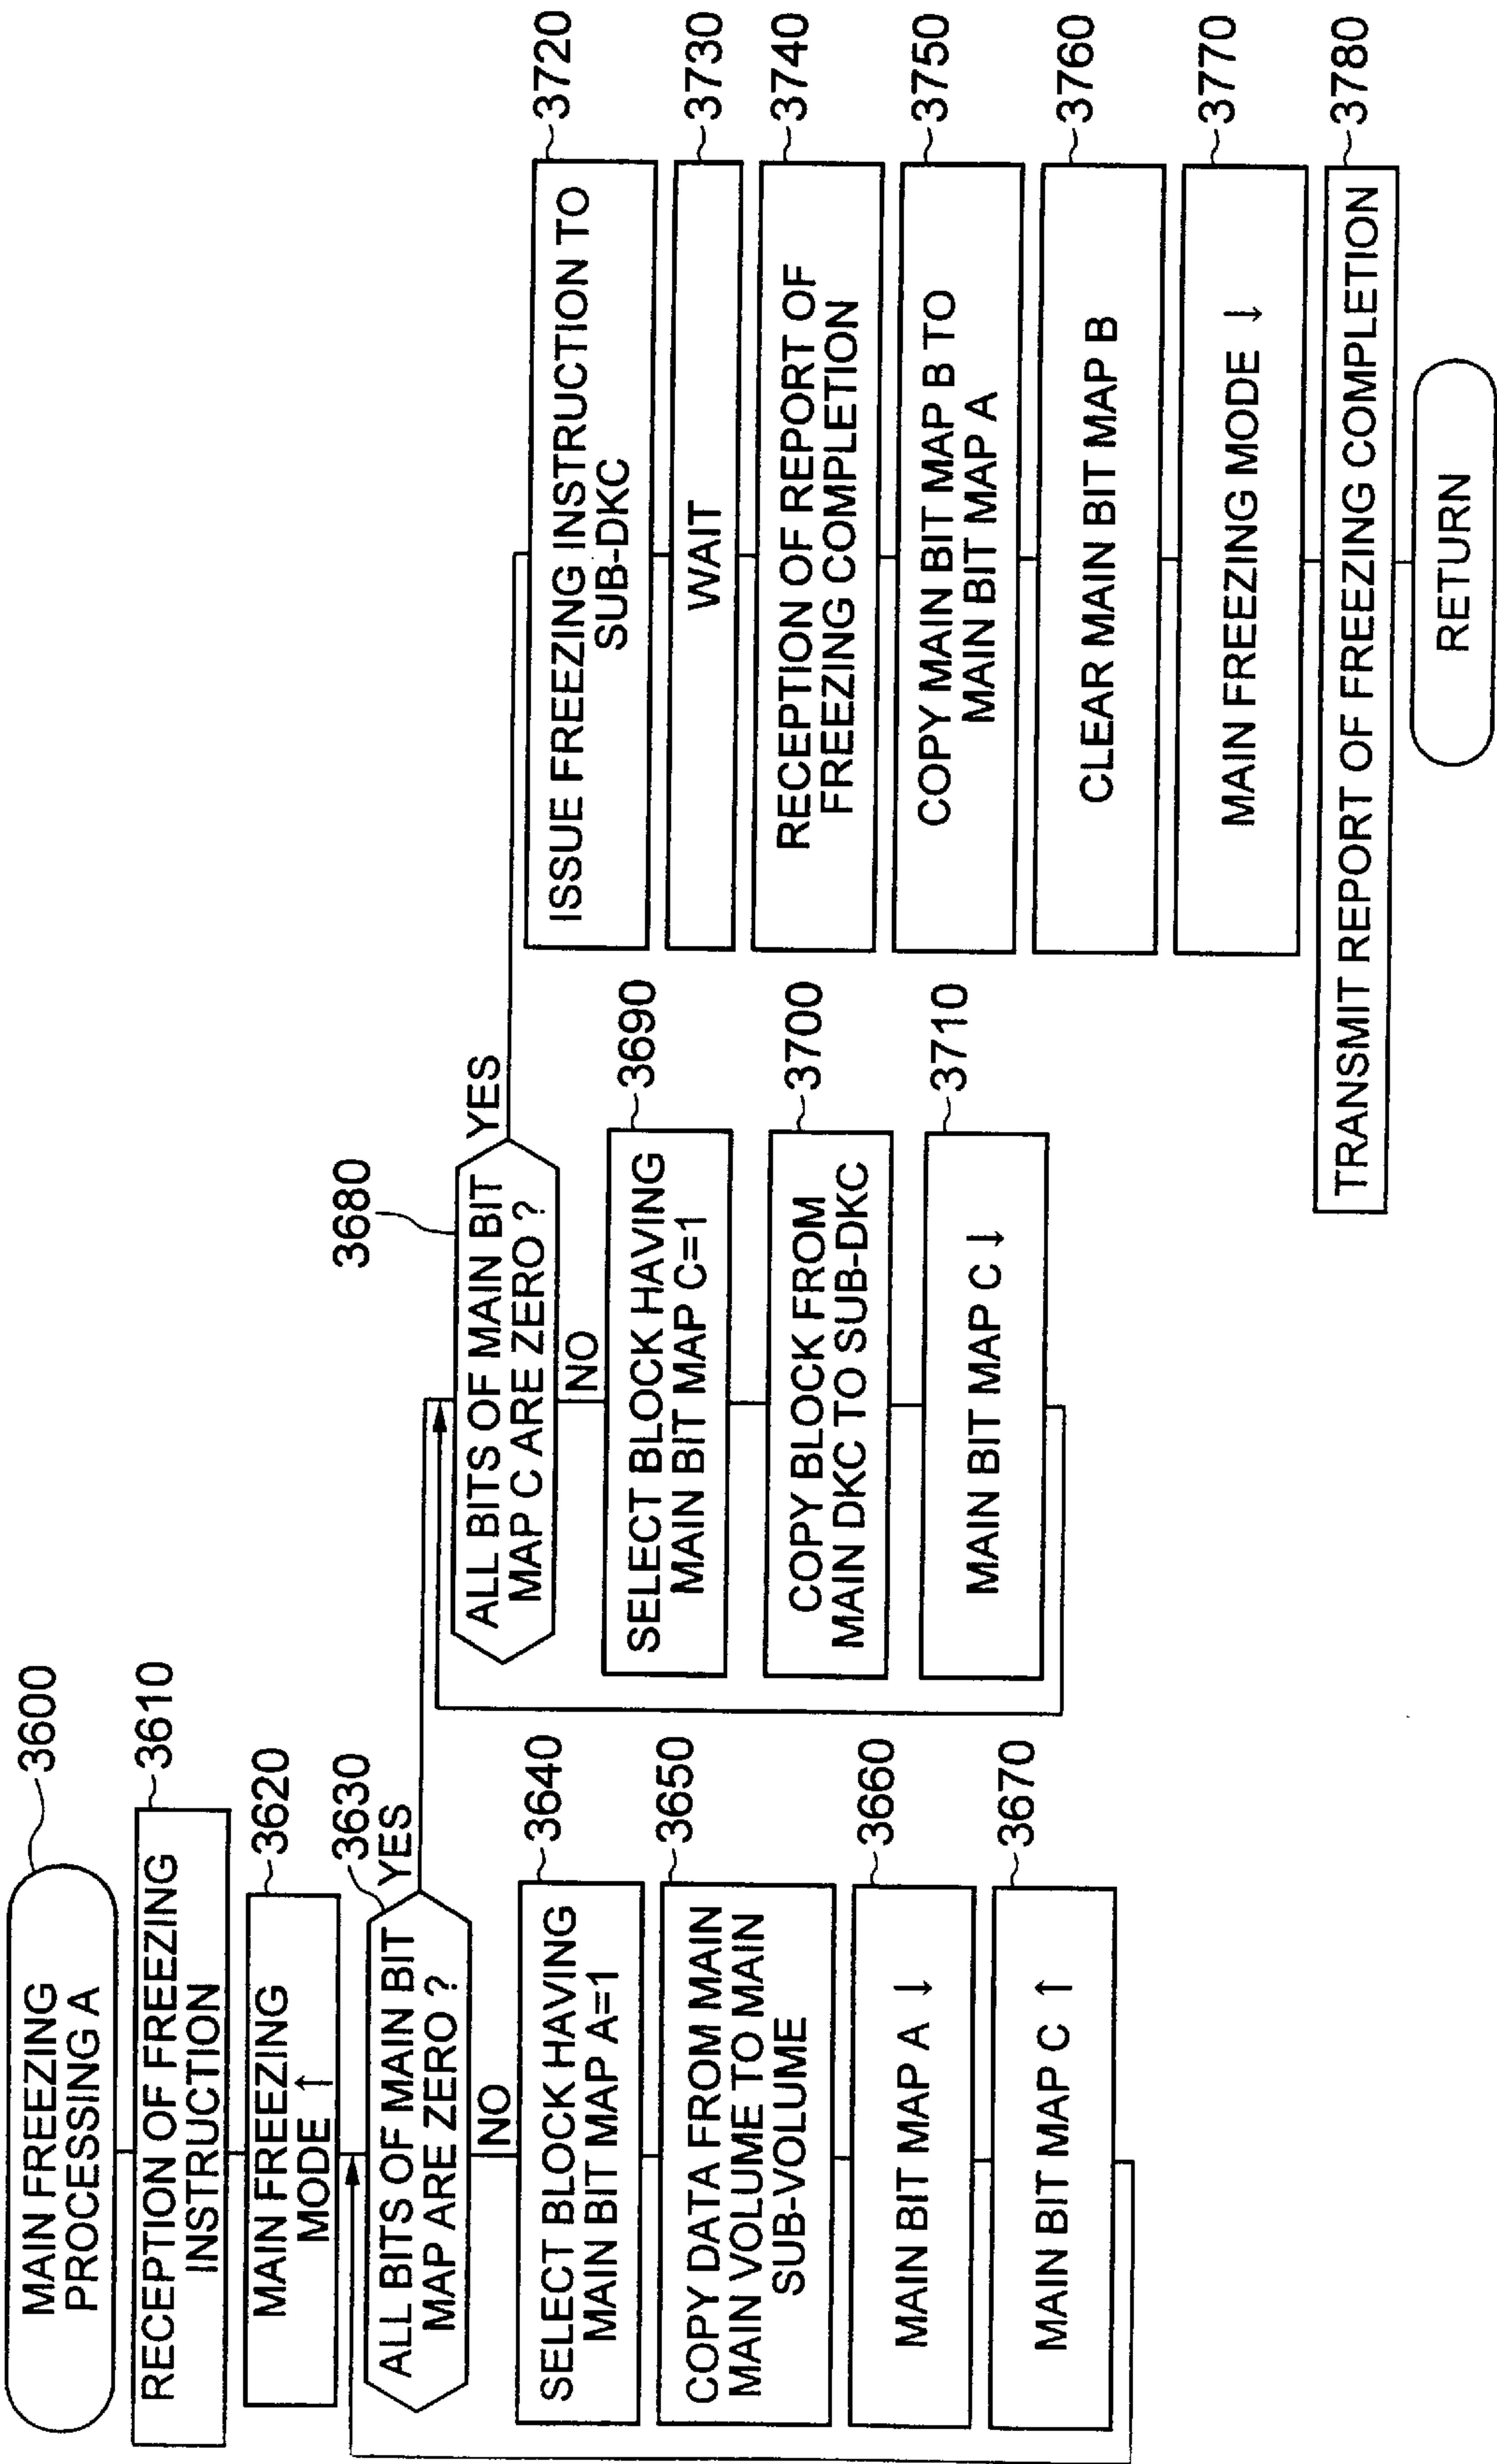 MAIN FREEZING
PROCESSING A
3600
RECEPTION OF FREEZING
INSTRUCTION
3610
MAIN FREEZING
MODE ↑
3620
ALL BITS OF MAIN BIT
MAP ARE ZERO ?
3630
YES
NO
SELECT BLOCK HAVING
MAIN BIT MAP A=1
3640
COPY DATA FROM MAIN
MAIN VOLUME TO MAIN
SUB-VOLUME
3650
MAIN BIT MAP A ↓
3660
MAIN BIT MAP C ↑
3670
3680
ALL BITS OF MAIN BIT
MAP C ARE ZERO ?
YES
NO
SELECT BLOCK HAVING
MAIN BIT MAP C=1
3690
COPY BLOCK FROM
MAIN DKC TO SUB-DKC
3700
MAIN BIT MAP C ↓
3710
ISSUE FREEZING INSTRUCTION TO
SUB-DKC
3720
WAIT
3730
RECEPTION OF REPORT OF
FREEZING COMPLETION
3740
COPY MAIN BIT MAP B TO
MAIN BIT MAP A
3750
CLEAR MAIN BIT MAP B
3760
MAIN FREEZING MODE ↓
3770
TRANSMIT REPORT OF FREEZING COMPLETION
3780
RETURN